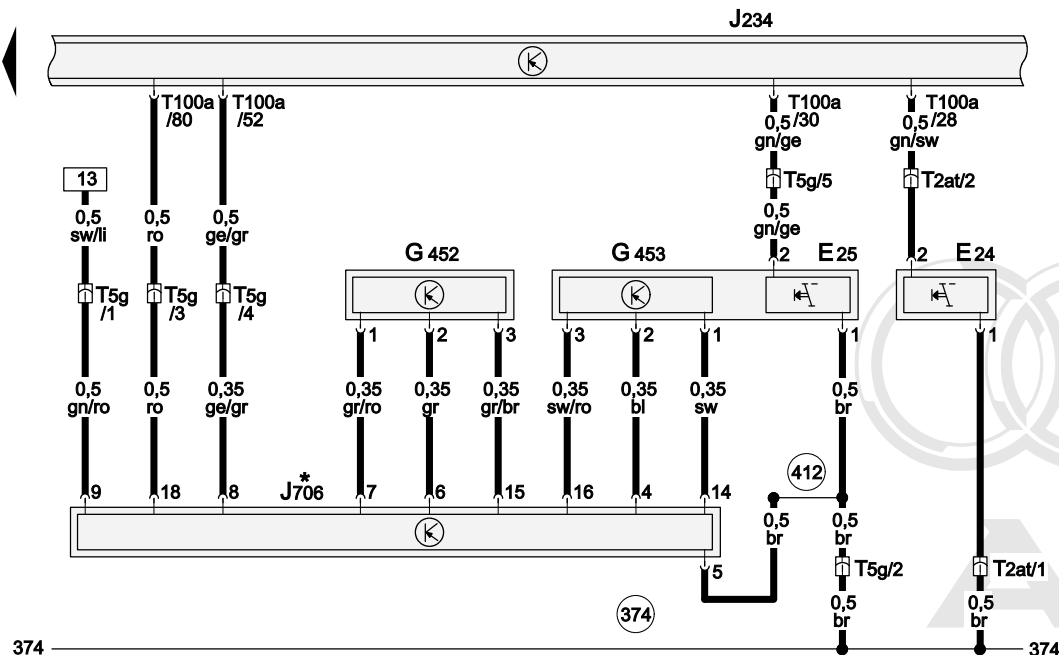 J234
T100a
/80
T100a
/52
T100a
/30
T100a
/28
0,5
gn/ge
0,5
gn/sw
13
T5g/5
T2at/2
0,5
sw/li
0,5
ro
0,5
ge/gr
0,5
gn/ge
G 452
G 453
2
E 25
2
E 24
T5g
/1
T5g
/3
T5g
/4
1
2
3
3
2
1
1
1
0,5
gn/ro
0,5
ro
0,35
ge/gr
0,35
gr/ro
0,35
gr
0,35
gr/br
0,35
sw/ro
0,35
bl
0,35
sw
0,5
br
412
9
18
8
J706*
7
6
15
16
4
14
0,5
br
0,5
br
5
T5g/2
T2at/1
374
0,5
br
0,5
br
374
374